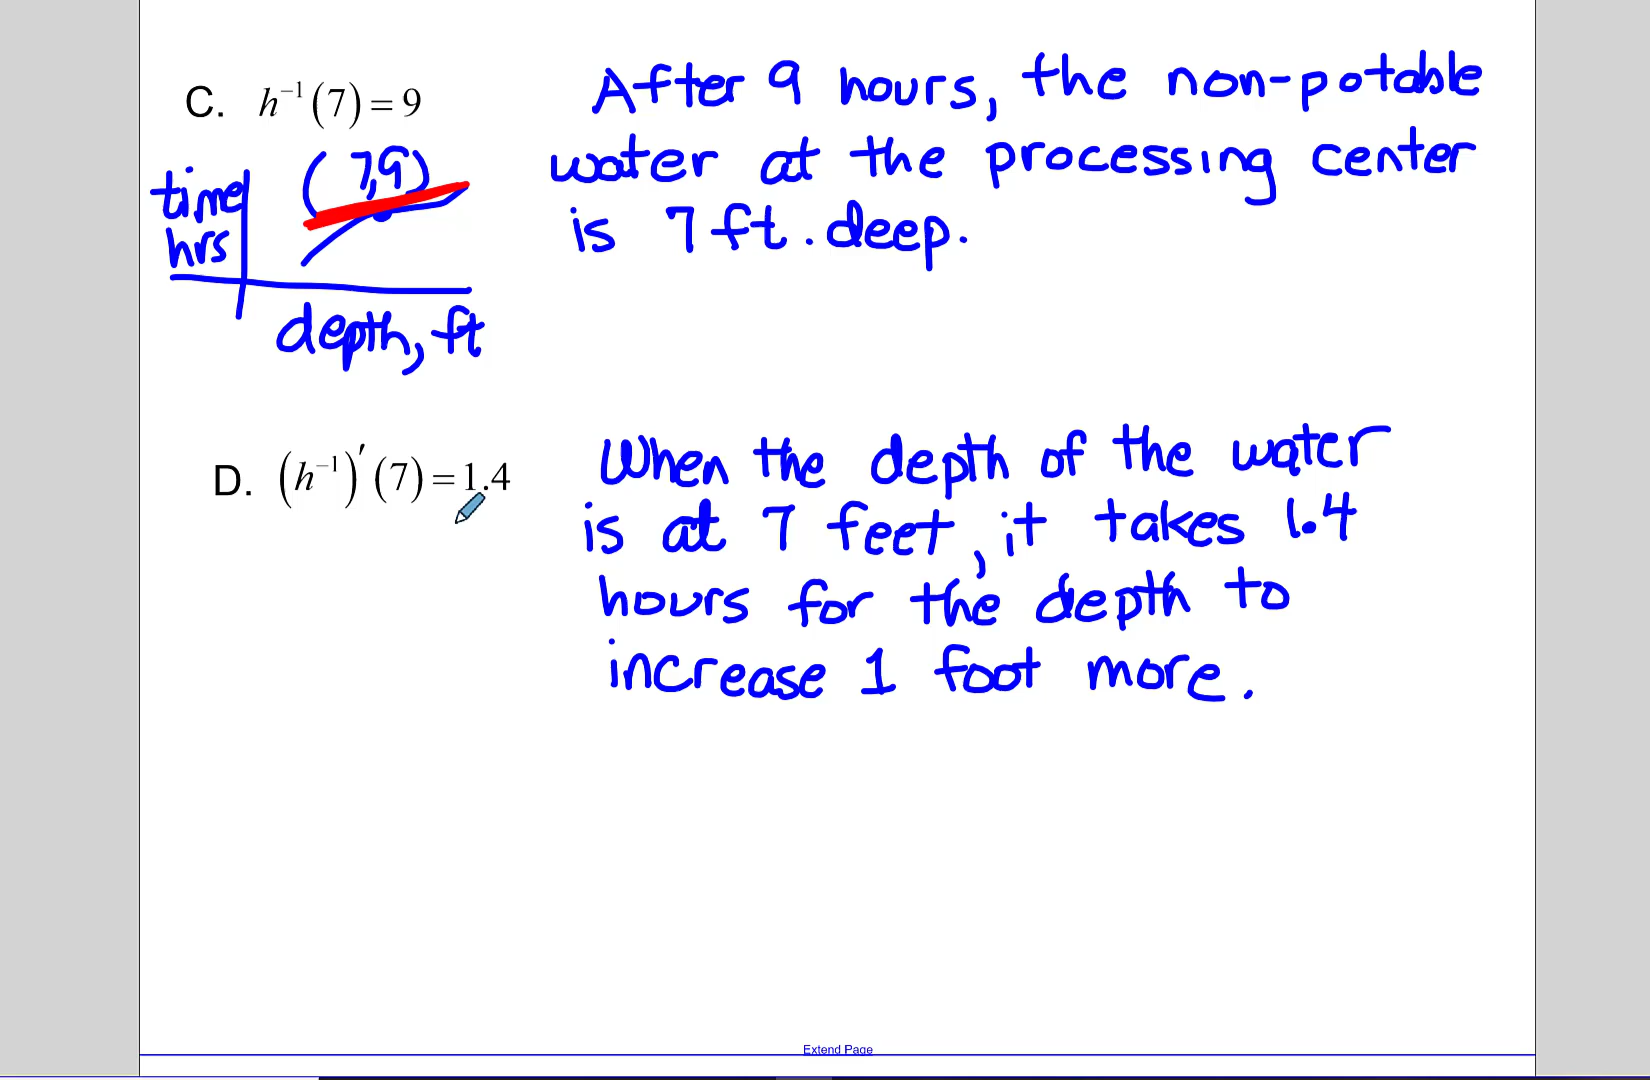 C. h⁻¹(7) = 9
After 9 hours, the non-potable
water at the processing center
is 7 ft. deep.
(7,9)
time
hrs
depth, ft
D. (h⁻¹)′(7) = 1.4
When the depth of the water
is at 7 feet, it takes 1.4
hours for the depth to
increase 1 foot more.
Extend Page